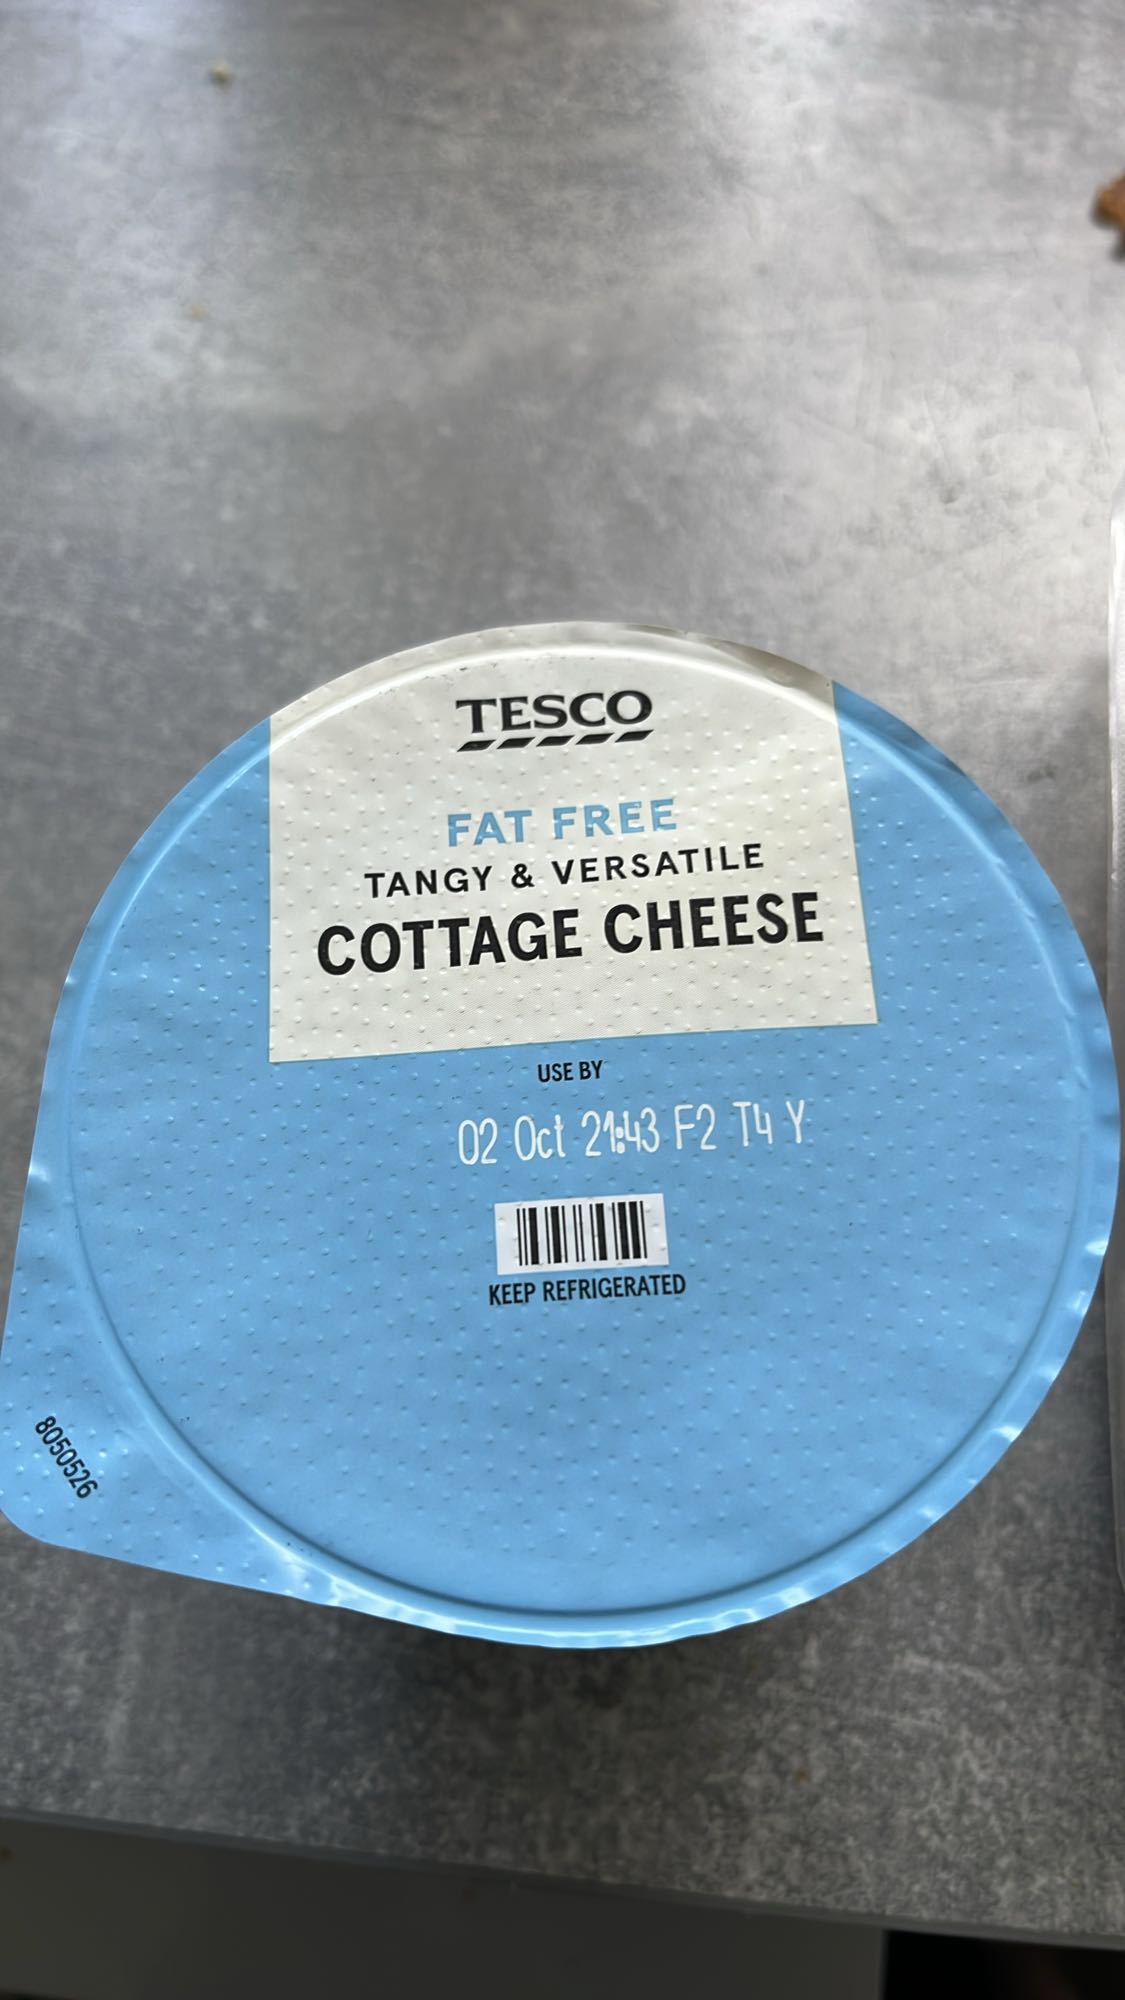 TESCO
FAT FREE
TANGY & VERSATILE
COTTAGE CHEESE
USE BY
02 Oct 21:43 F2 T4 Y
KEEP REFRIGERATED
8050526